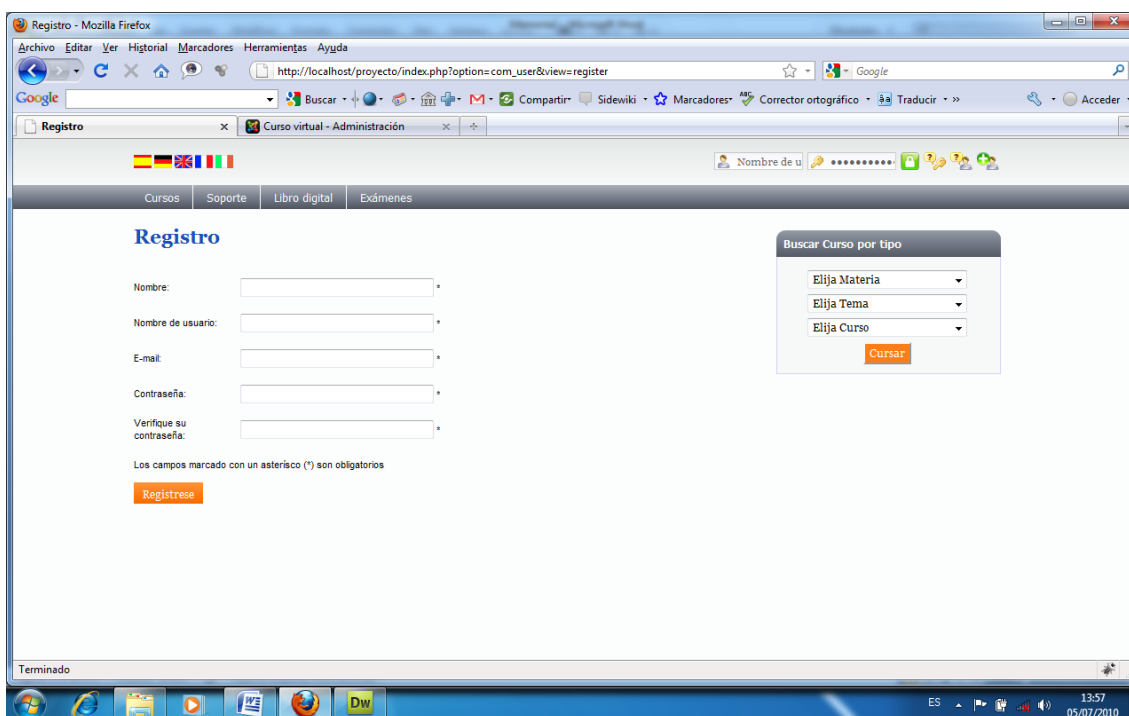 Registro - Mozilla Firefox
Archivo Editar Ver Historial Marcadores Herramientas Ayuda
http://localhost/proyecto/index.php?option=com_user&view=register
Google
Google
Buscar
Compartir
Sidewiki
Marcadores
Corrector ortográfico
Traducir
Acceder
Registro
Curso virtual - Administración
Nombre de u
Cursos Soporte Libro digital Exámenes
Registro
Nombre: *
Nombre de usuario: *
E-mail: *
Contraseña: *
Verifique su
contraseña: *
Los campos marcado con un asterisco (*) son obligatorios
Registrese
Buscar Curso por tipo
Elija Materia
Elija Tema
Elija Curso
Cursar
Terminado
Dw
ES
13:57
05/07/2010